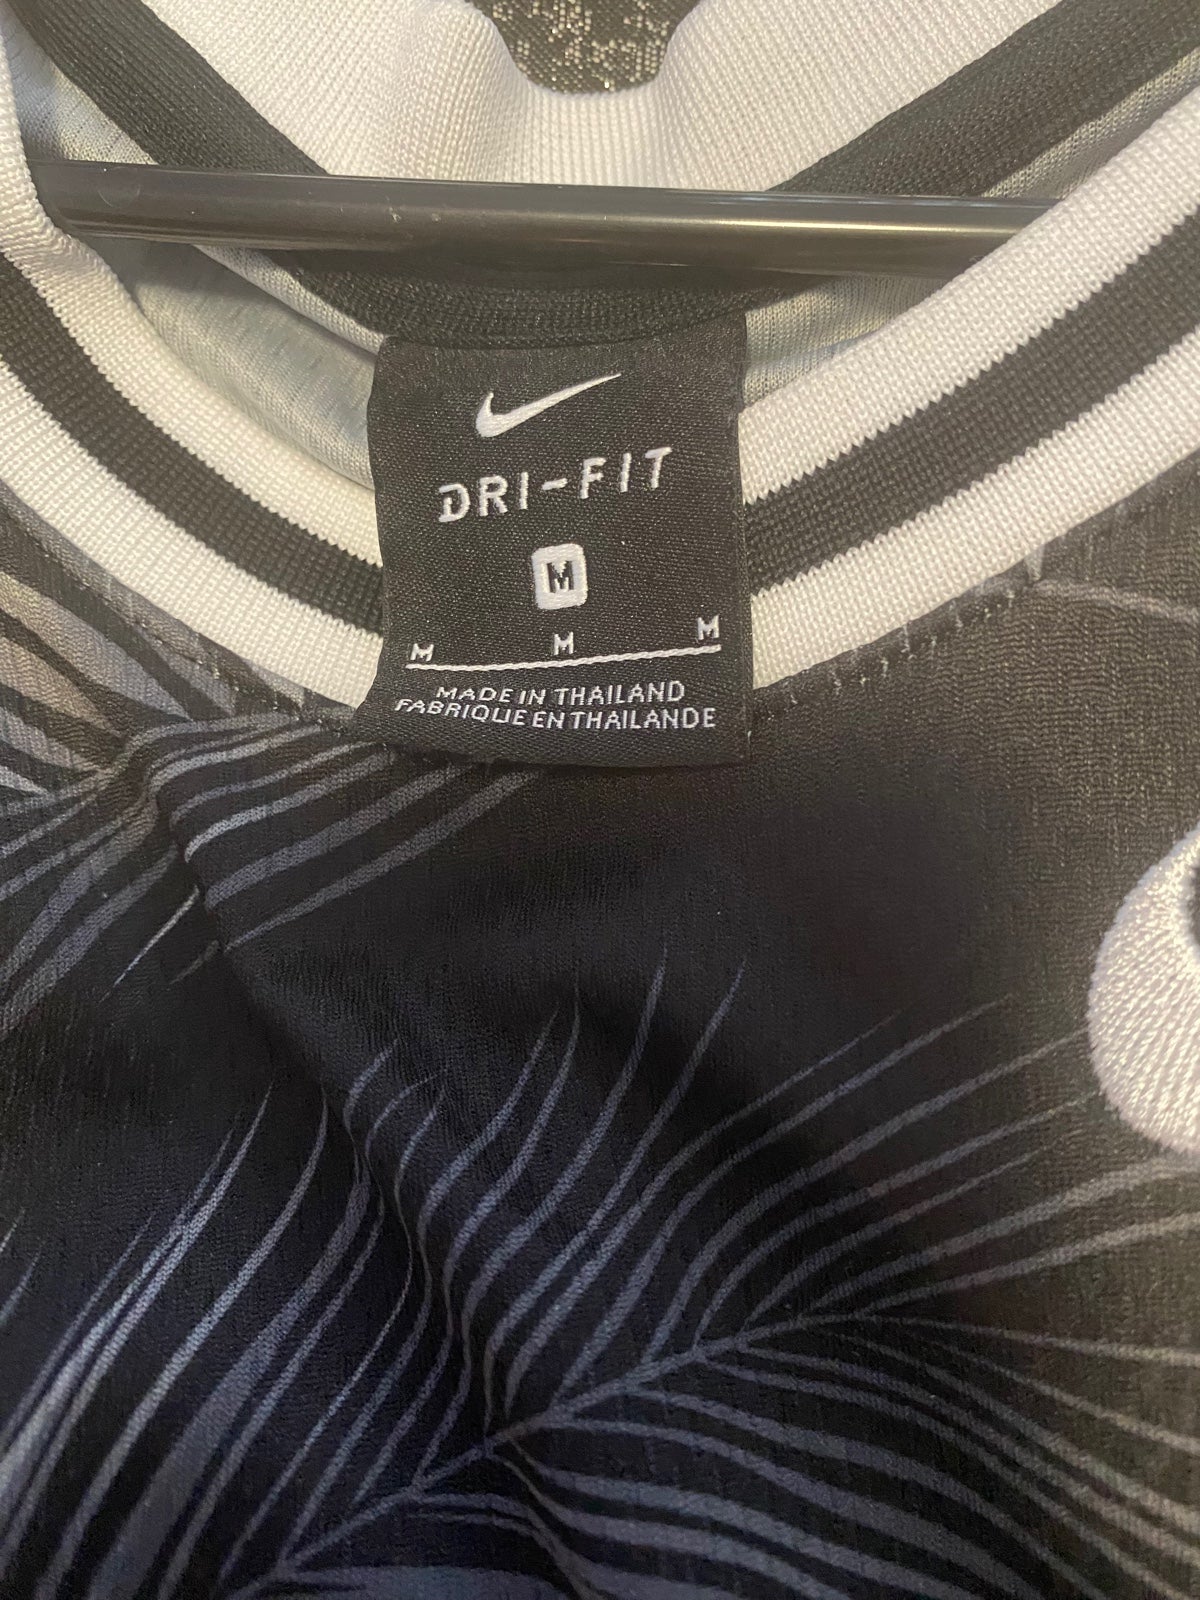 DRI-FIT
M
M M M
MADE IN THAILAND
FABRIQUE EN THAILANDE